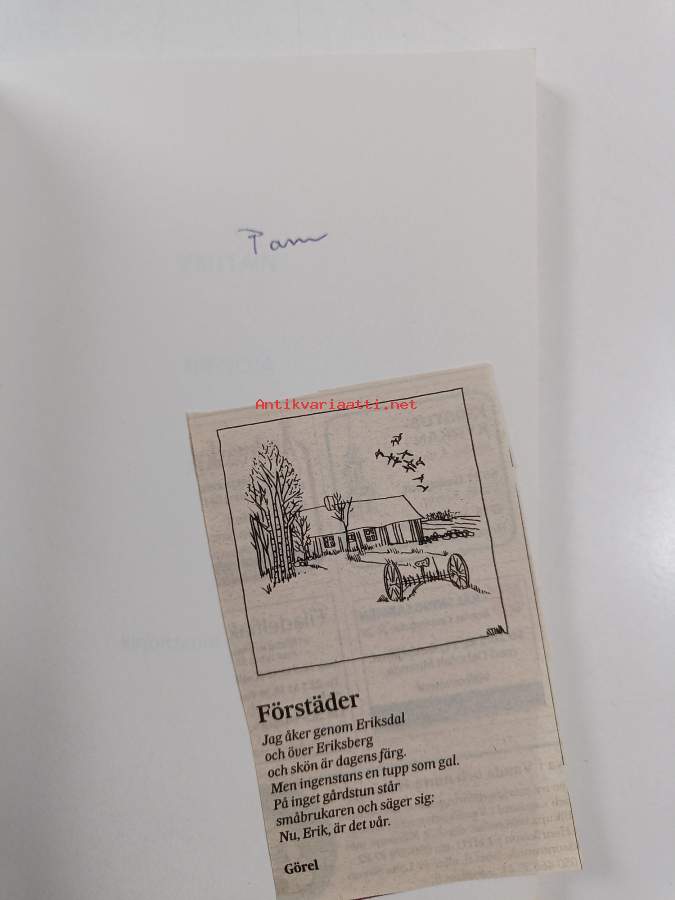 Pam
Antikvariaatti.net
STINA
Förstäder
Jag åker genom Eriksdal
och över Eriksberg
och skön är dagens färg.
Men ingenstans en tupp som gal.
På inget gårdstun står
småbrukaren och säger sig:
Nu, Erik, är det vår.
Görel